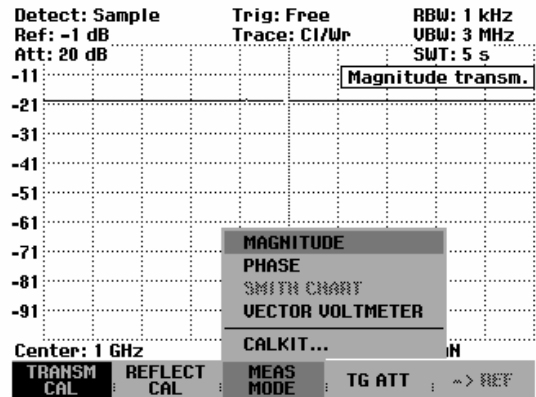 Detect: Sample Trig: Free RBW: 1 kHz
Ref: -1 dB Trace: Cl/Wr VBW: 3 MHz
Att: 20 dB SWT: 5 s
-11 Magnitude transm.
-21
-31
-41
-51
-61
-71
-81
-91
MAGNITUDE
PHASE
SMITH CHART
VECTOR VOLTMETER
CALKIT...
Center: 1 GHz
TRANSM CAL
REFLECT CAL
MEAS MODE
TG ATT
~> REF